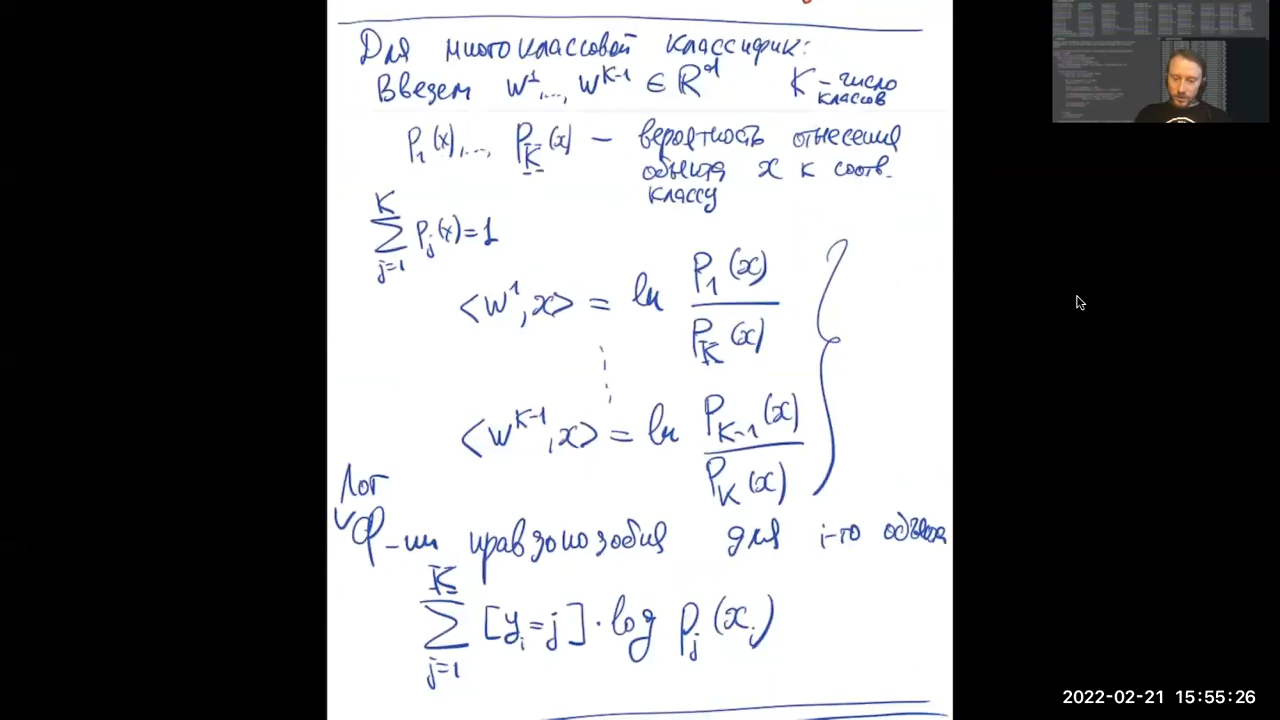 Для многоклассовой классифик:
Введем w¹,..., w^{K-1} ∈ R^d   K – число классов
P₁(x),..., P_K(x) — вероятность отнесения
объекта x к соотв.
классу
∑_{j=1}^{K} P_j(x) = 1
<w¹, x> = ln P₁(x) / P_K(x)
<w^{K-1}, x> = ln P_{K-1}(x) / P_K(x)
Лог
Ф-ии правдоподобия для i-го объекта
∑_{j=1}^{K} [y_i = j] · log P_j(x_i)
2022-02-21 15:55:26